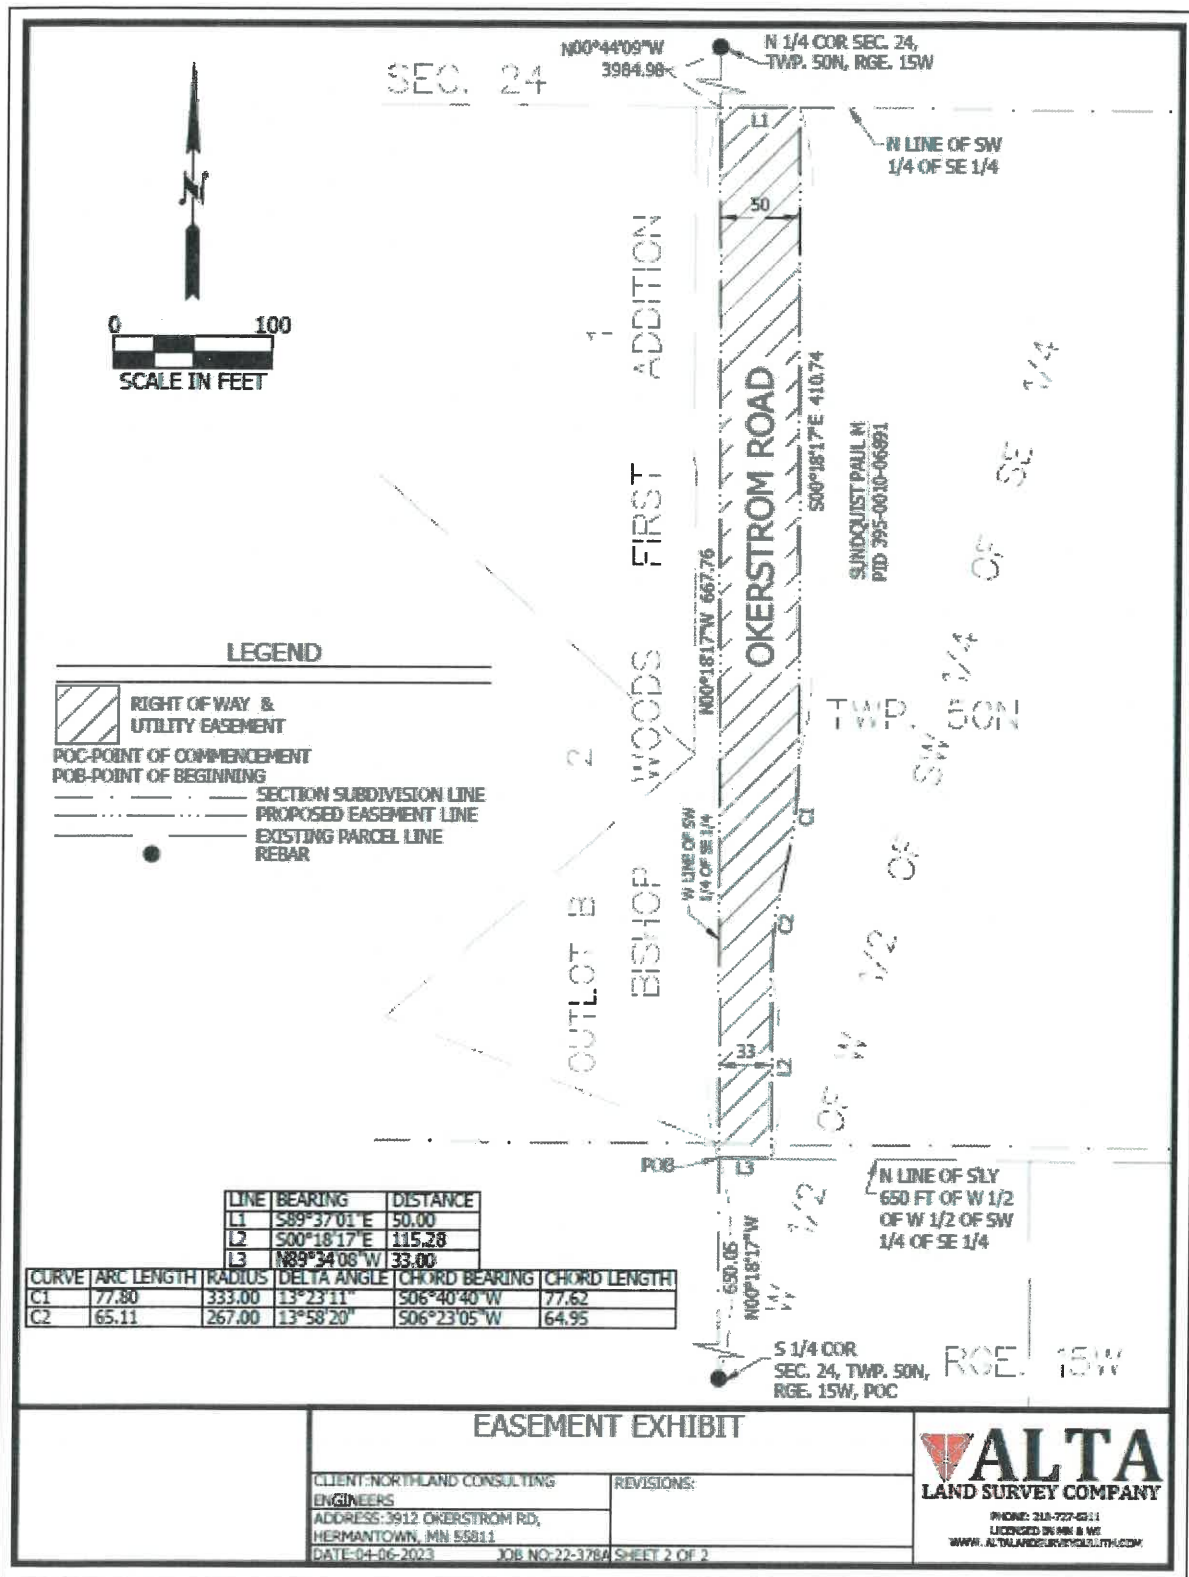 N00°44'09"W
3984.98
N 1/4 COR SEC. 24,
TWP. 50N, RGE. 15W
SEC. 24
L1
N LINE OF SW
1/4 OF SE 1/4
N
50
0 100
SCALE IN FEET
1
BISHOP WOODS FIRST ADDITION
OKERSTROM ROAD
S00°18'17"E 410.74
SUNDQUIST PAUL M
PID 395-0010-06891
W 1/2 OF W 1/2 OF SW 1/4 OF SE 1/4
N00°18'17"W 667.76
LEGEND
RIGHT OF WAY &
UTILITY EASEMENT
POC-POINT OF COMMENCEMENT
POB-POINT OF BEGINNING
SECTION SUBDIVISION LINE
PROPOSED EASEMENT LINE
EXISTING PARCEL LINE
REBAR
TWP. 50N
2
C1
W LINE OF SW
1/4 OF SE 1/4
C2
OUTLOT B
33
L2
POB
L3
N LINE OF S'LY
650 FT OF W 1/2
OF W 1/2 OF SW
1/4 OF SE 1/4
650.05
N00°18'17"W
LINE BEARING DISTANCE
L1 S89°37'01"E 50.00
L2 S00°18'17"E 115.28
L3 N89°34'08"W 33.00
CURVE ARC LENGTH RADIUS DELTA ANGLE CHORD BEARING CHORD LENGTH
C1 77.80 333.00 13°23'11" S06°40'40"W 77.62
C2 65.11 267.00 13°58'20" S06°23'05"W 64.95
S 1/4 COR
SEC. 24, TWP. 50N,
RGE. 15W, POC
RGE. 15W
EASEMENT EXHIBIT
CLIENT:NORTHLAND CONSULTING
ENGINEERS
REVISIONS:
ADDRESS:3912 OKERSTROM RD,
HERMANTOWN, MN 55811
DATE:04-06-2023 JOB NO:22-378A SHEET 2 OF 2
ALTA
LAND SURVEY COMPANY
PHONE: 218-727-5211
LICENSED IN MN & WI
WWW.ALTALANDSURVEYDULUTH.COM